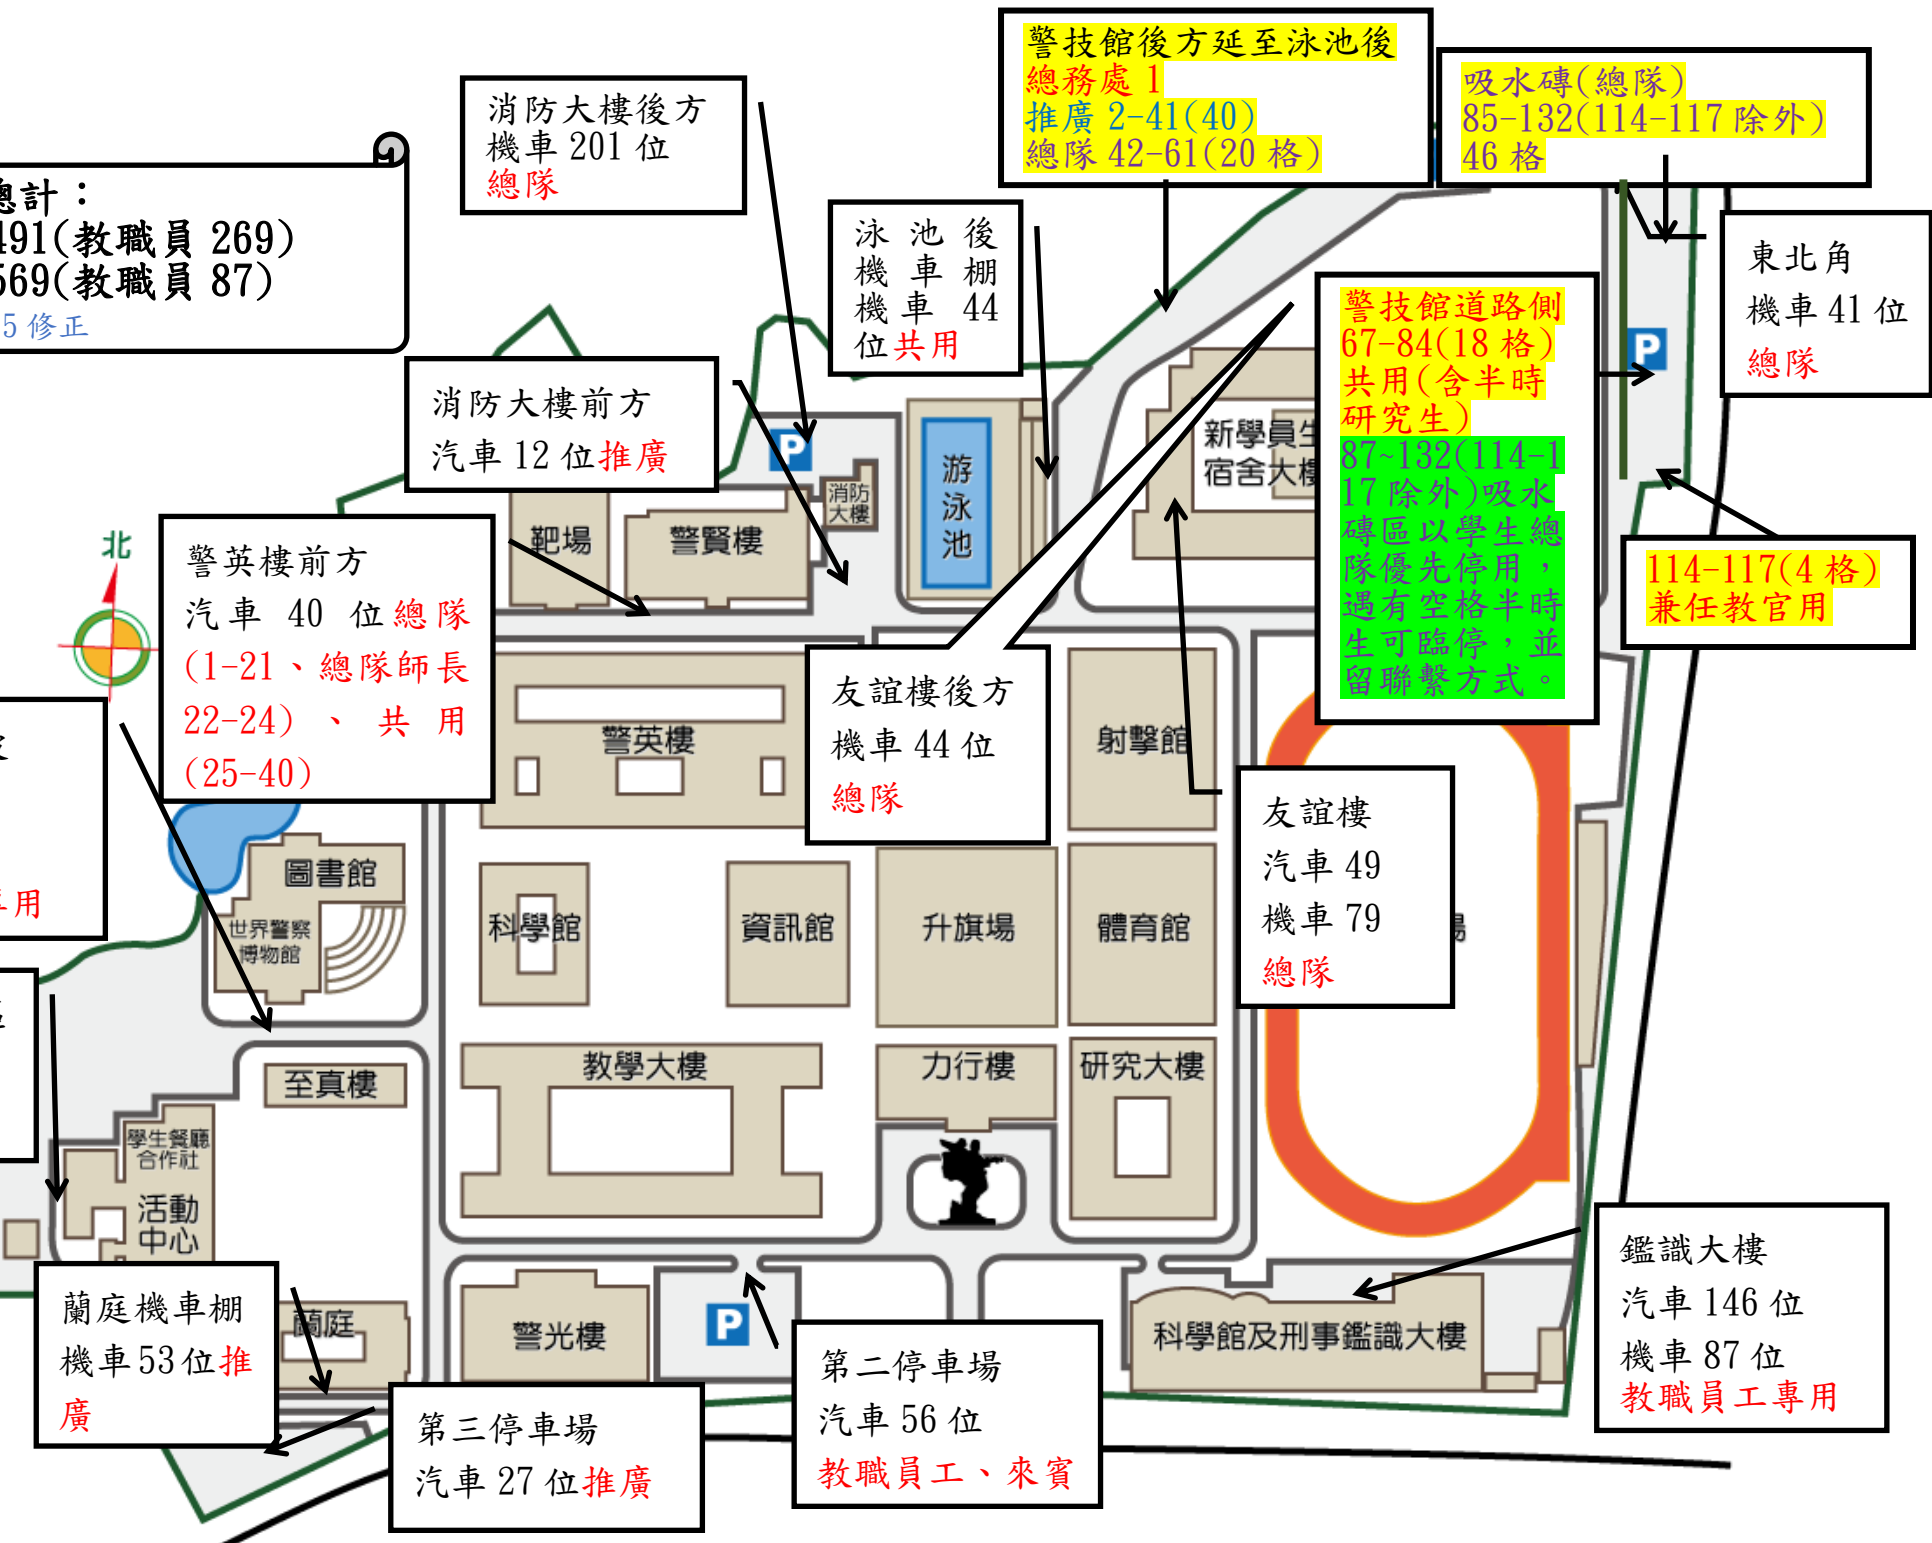 警技館後方延至泳池後
總務處 1
推廣 2-41(40)
總隊 42-61(20 格)
吸水磚(總隊)
85-132(114-117 除外)
46 格
消防大樓後方
機車 201 位
總隊
總計：
491(教職員 269)
569(教職員 87)
5 修正
泳池後
機車棚
機車 44
位共用
東北角
機車 41 位
總隊
警技館道路側
67-84(18 格)
共用(含半時
研究生)
87~132(114-1
17 除外)吸水
磚區以學生總
隊優先停用，
遇有空格半時
生可臨停，並
留聯繫方式。
消防大樓前方
汽車 12 位推廣
P
P
新學員生
宿舍大樓
游
泳
池
消防
大樓
靶場
警賢樓
北
警英樓前方
汽車 40 位總隊
(1-21、總隊師長
22-24)、共用
(25-40)
114-117(4 格)
兼任教官用
友誼樓後方
機車 44 位
總隊
警英樓
射擊館
友誼樓
汽車 49
機車 79
總隊
用
圖書館
世界警察
博物館
科學館
資訊館
升旗場
體育館
場
至真樓
教學大樓
力行樓
研究大樓
學生餐廳
合作社
活動
中心
蘭庭機車棚
機車 53 位推
廣
蘭庭
警光樓
P
科學館及刑事鑑識大樓
鑑識大樓
汽車 146 位
機車 87 位
教職員工專用
第三停車場
汽車 27 位推廣
第二停車場
汽車 56 位
教職員工、來賓